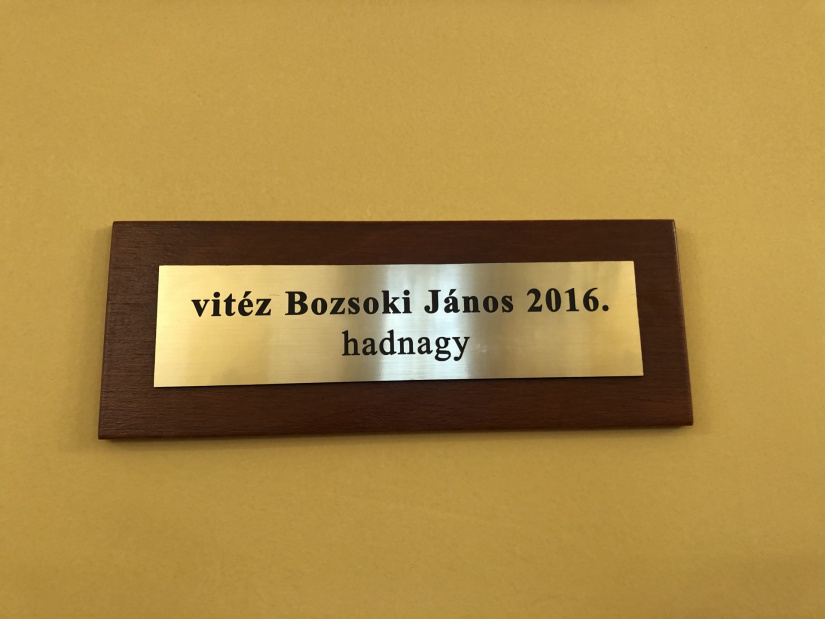 vitéz Bozsoki János 2016.
hadnagy